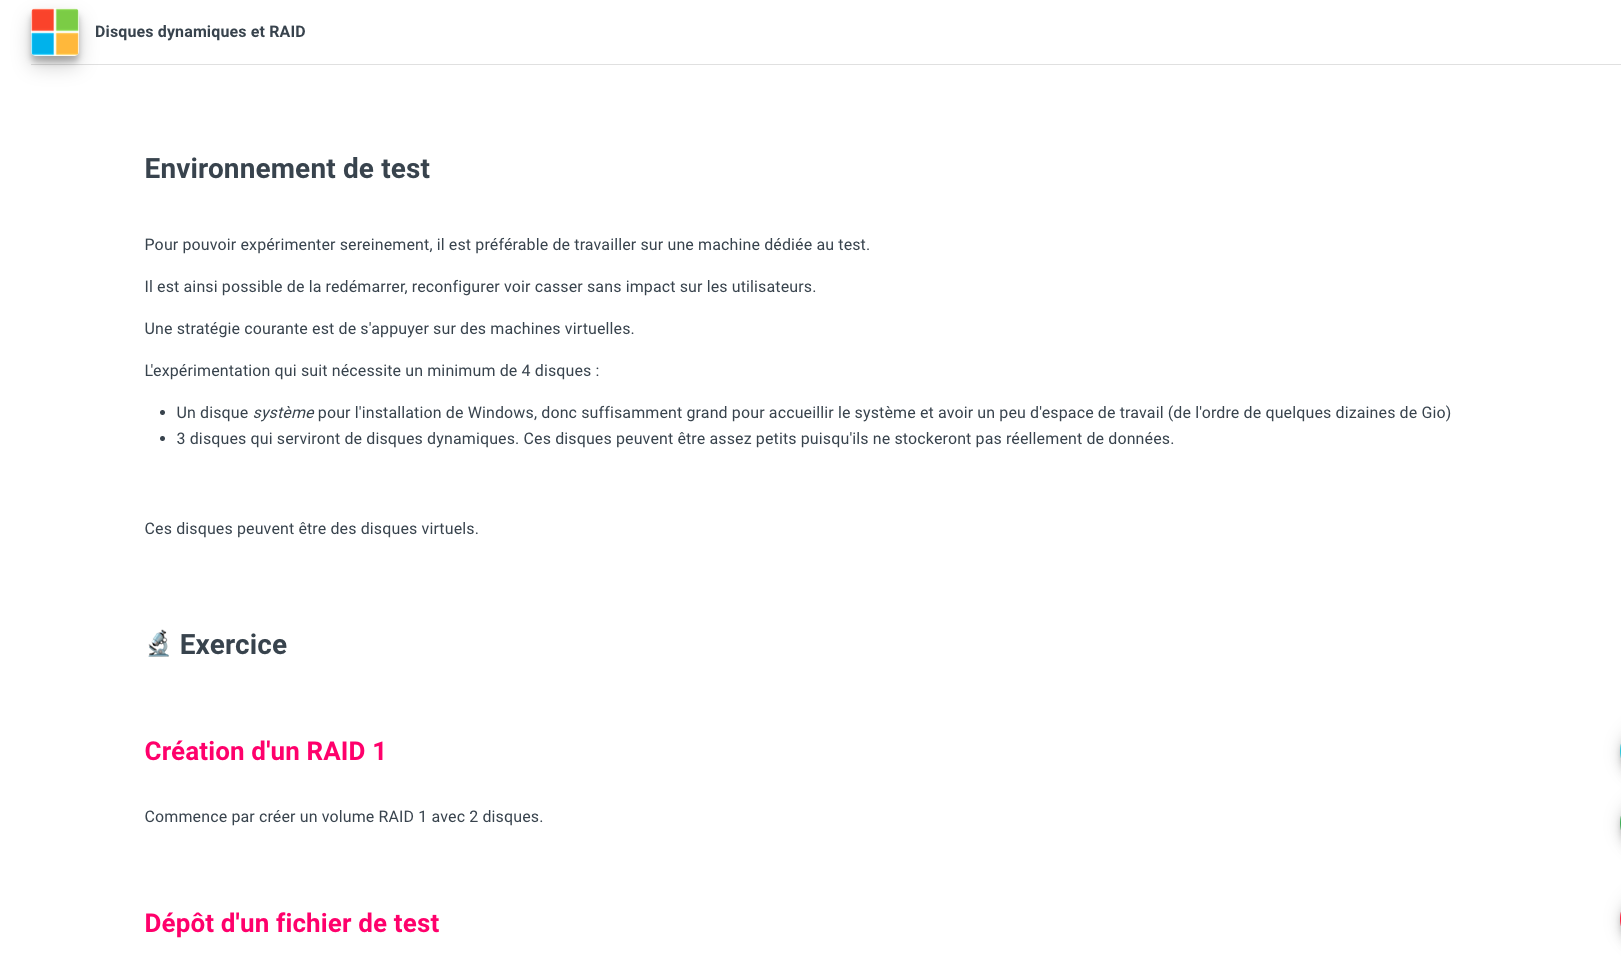 Disques dynamiques et RAID
Environnement de test
Pour pouvoir expérimenter sereinement, il est préférable de travailler sur une machine dédiée au test.
Il est ainsi possible de la redémarrer, reconfigurer voir casser sans impact sur les utilisateurs.
Une stratégie courante est de s'appuyer sur des machines virtuelles.
L'expérimentation qui suit nécessite un minimum de 4 disques :
• Un disque système pour l'installation de Windows, donc suffisamment grand pour accueillir le système et avoir un peu d'espace de travail (de l'ordre de quelques dizaines de Gio)
• 3 disques qui serviront de disques dynamiques. Ces disques peuvent être assez petits puisqu'ils ne stockeront pas réellement de données.
Ces disques peuvent être des disques virtuels.
🔬 Exercice
Création d'un RAID 1
Commence par créer un volume RAID 1 avec 2 disques.
Dépôt d'un fichier de test